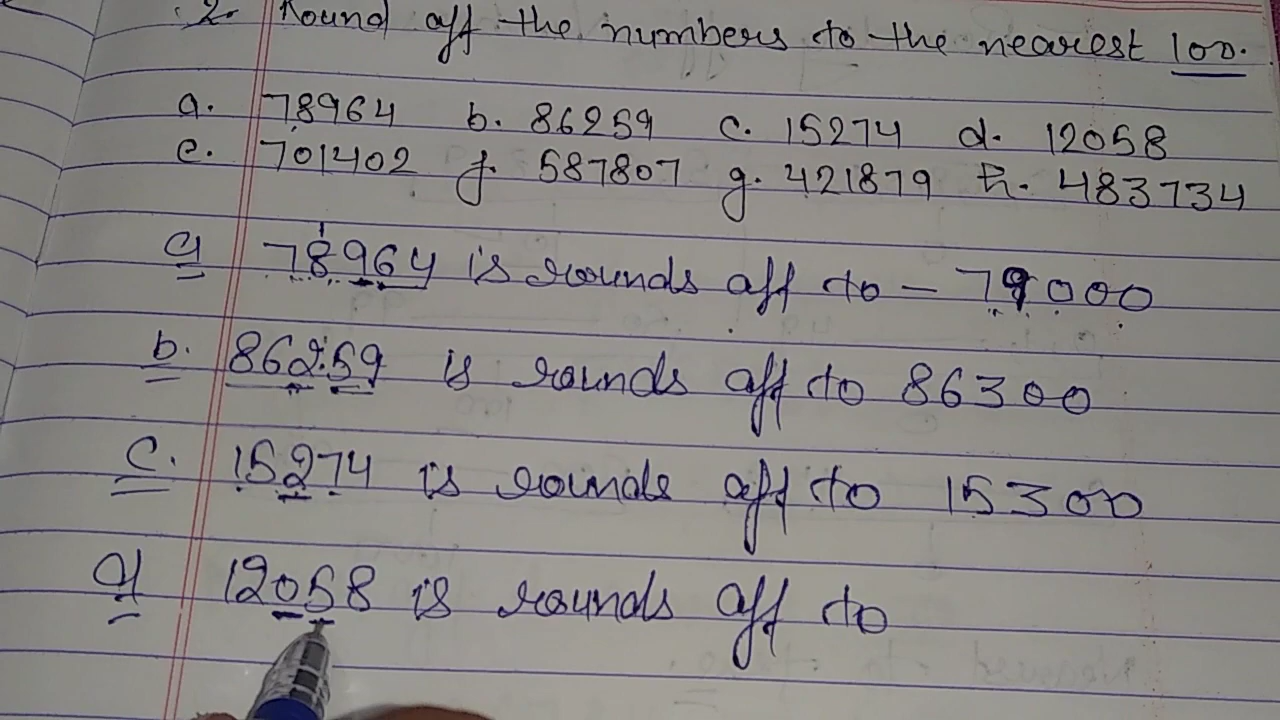 2. Round off the numbers to the nearest 100.
a. 78964 b. 86259 c. 15274 d. 12058
e. 701402 f. 587807 g. 421879 h. 483734
a 78964 is rounds off to - 79000
b. 86259 is rounds off to 86300
c. 15274 is rounds off to 15300
d 12058 is rounds off to